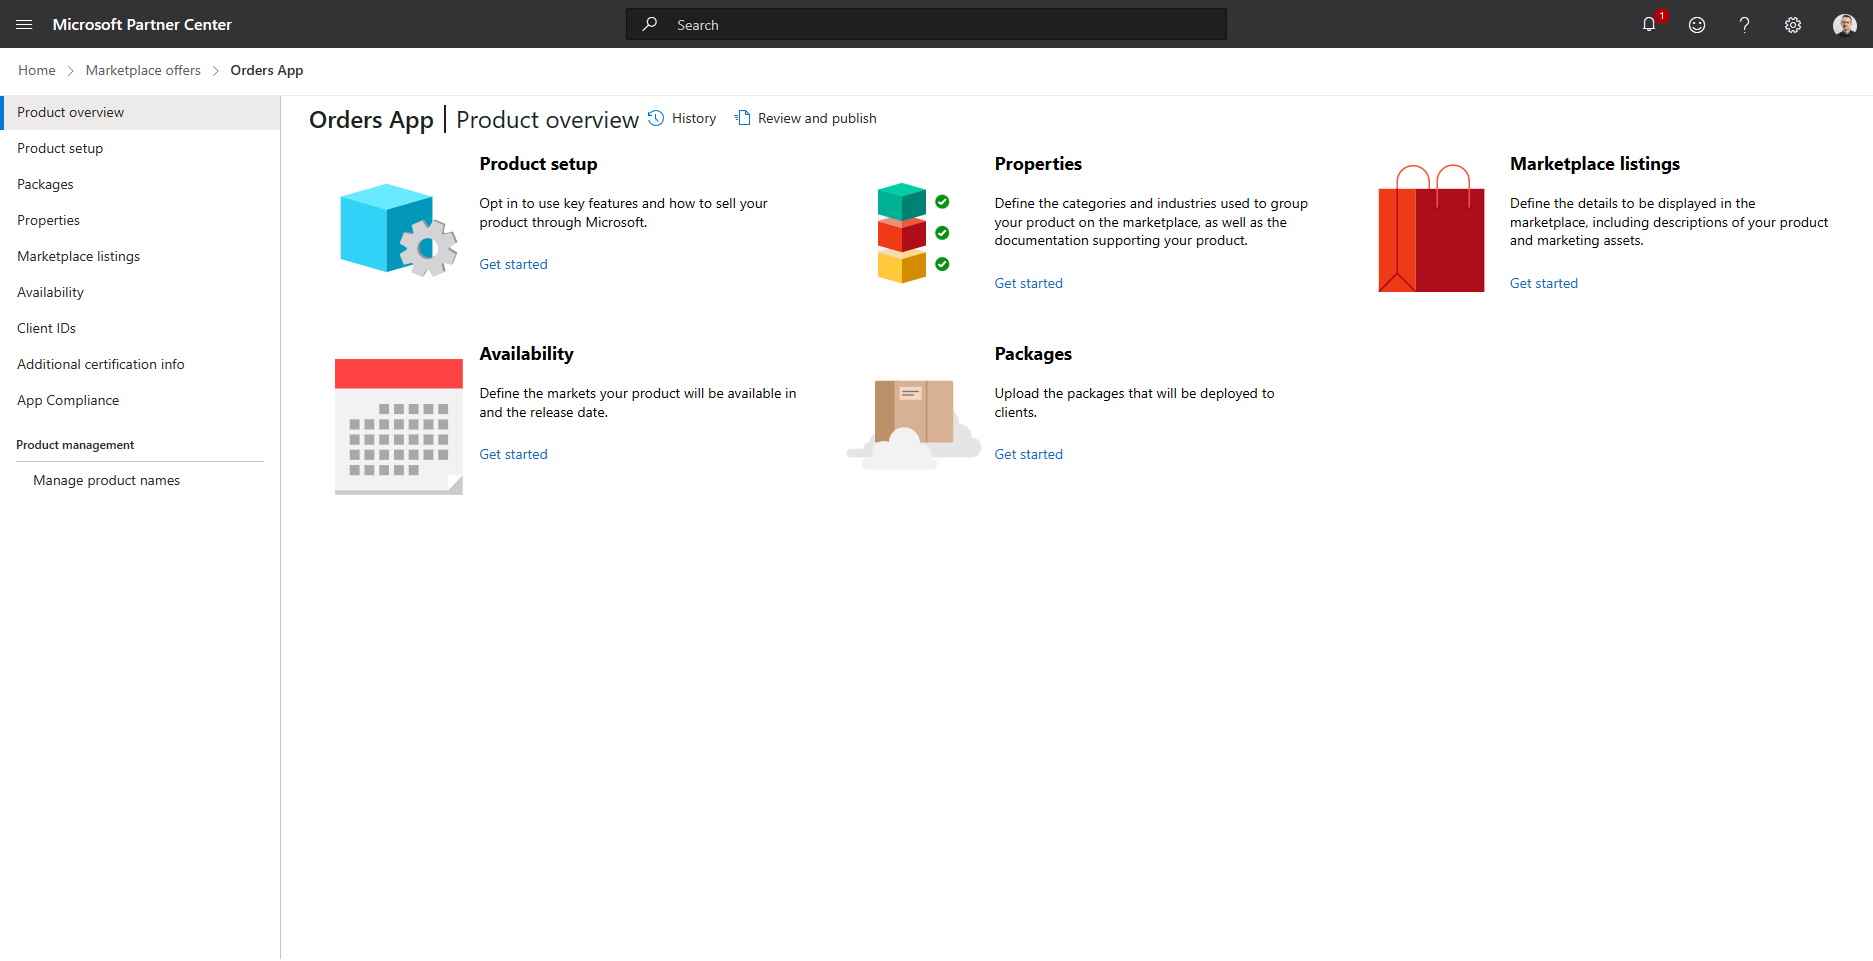 Microsoft Partner Center
Search
1
Home
Marketplace offers
Orders App
Product overview
Product setup
Packages
Properties
Marketplace listings
Availability
Client IDs
Additional certification info
App Compliance
Product management
Manage product names
Orders App
Product overview
History
Review and publish
Product setup
Opt in to use key features and how to sell your
product through Microsoft.
Get started
Properties
Define the categories and industries used to group
your product on the marketplace, as well as the
documentation supporting your product.
Get started
Marketplace listings
Define the details to be displayed in the
marketplace, including descriptions of your product
and marketing assets.
Get started
Availability
Define the markets your product will be available in
and the release date.
Get started
Packages
Upload the packages that will be deployed to
clients.
Get started